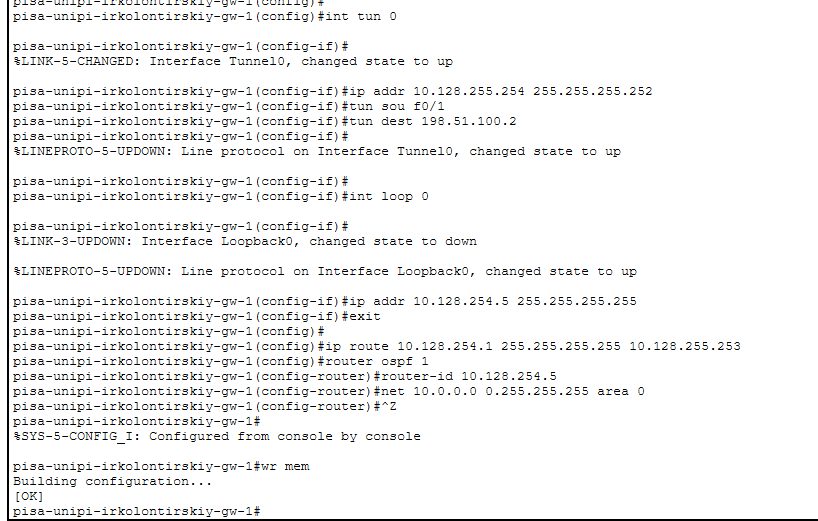 pisa-unipi-irkolontirskiy-gw-1(config)#
pisa-unipi-irkolontirskiy-gw-1(config)#int tun 0
pisa-unipi-irkolontirskiy-gw-1(config-if)#
%LINK-5-CHANGED: Interface Tunnel0, changed state to up
pisa-unipi-irkolontirskiy-gw-1(config-if)#ip addr 10.128.255.254 255.255.255.252
pisa-unipi-irkolontirskiy-gw-1(config-if)#tun sou f0/1
pisa-unipi-irkolontirskiy-gw-1(config-if)#tun dest 198.51.100.2
pisa-unipi-irkolontirskiy-gw-1(config-if)#
%LINEPROTO-5-UPDOWN: Line protocol on Interface Tunnel0, changed state to up
pisa-unipi-irkolontirskiy-gw-1(config-if)#
pisa-unipi-irkolontirskiy-gw-1(config-if)#int loop 0
pisa-unipi-irkolontirskiy-gw-1(config-if)#
%LINK-3-UPDOWN: Interface Loopback0, changed state to down
%LINEPROTO-5-UPDOWN: Line protocol on Interface Loopback0, changed state to up
pisa-unipi-irkolontirskiy-gw-1(config-if)#ip addr 10.128.254.5 255.255.255.255
pisa-unipi-irkolontirskiy-gw-1(config-if)#exit
pisa-unipi-irkolontirskiy-gw-1(config)#
pisa-unipi-irkolontirskiy-gw-1(config)#ip route 10.128.254.1 255.255.255.255 10.128.255.253
pisa-unipi-irkolontirskiy-gw-1(config)#router ospf 1
pisa-unipi-irkolontirskiy-gw-1(config-router)#router-id 10.128.254.5
pisa-unipi-irkolontirskiy-gw-1(config-router)#net 10.0.0.0 0.255.255.255 area 0
pisa-unipi-irkolontirskiy-gw-1(config-router)#^Z
pisa-unipi-irkolontirskiy-gw-1#
%SYS-5-CONFIG_I: Configured from console by console
pisa-unipi-irkolontirskiy-gw-1#wr mem
Building configuration...
[OK]
pisa-unipi-irkolontirskiy-gw-1#